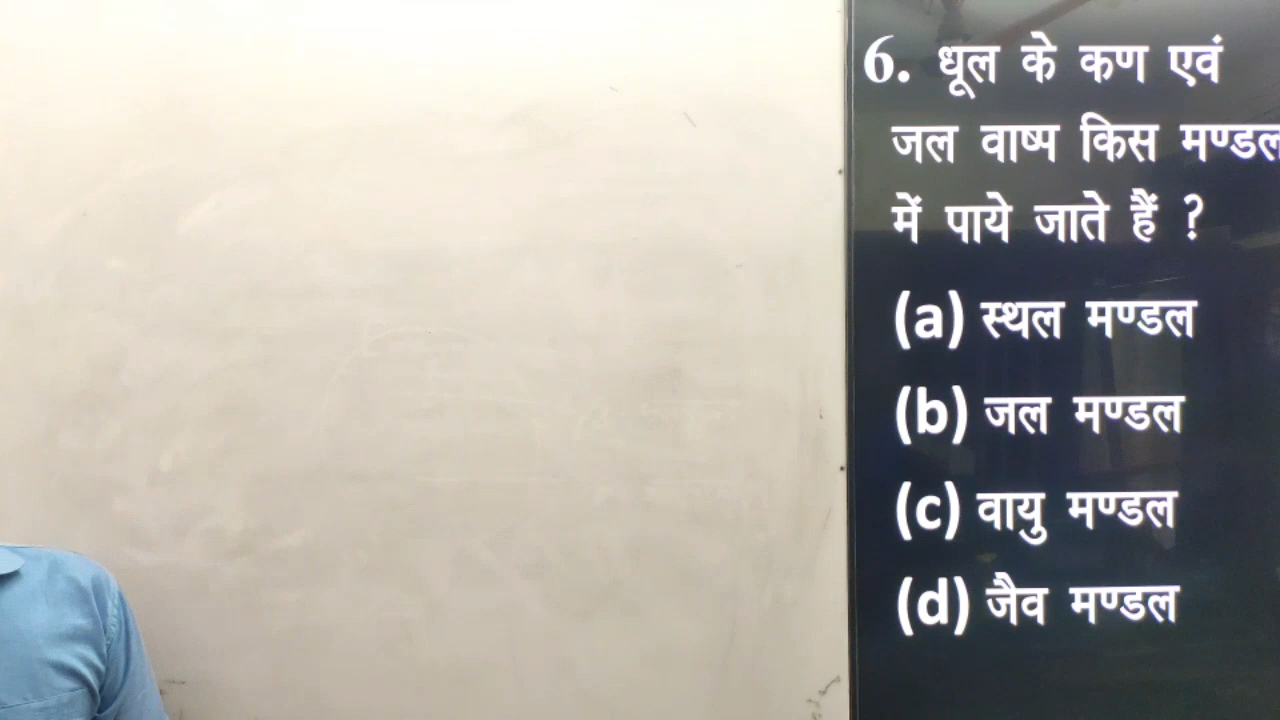 6. धूल के कण एवं
जल वाष्प किस मण्डल
में पाये जाते हैं ?
(a) स्थल मण्डल
(b) जल मण्डल
(c) वायु मण्डल
(d) जैव मण्डल